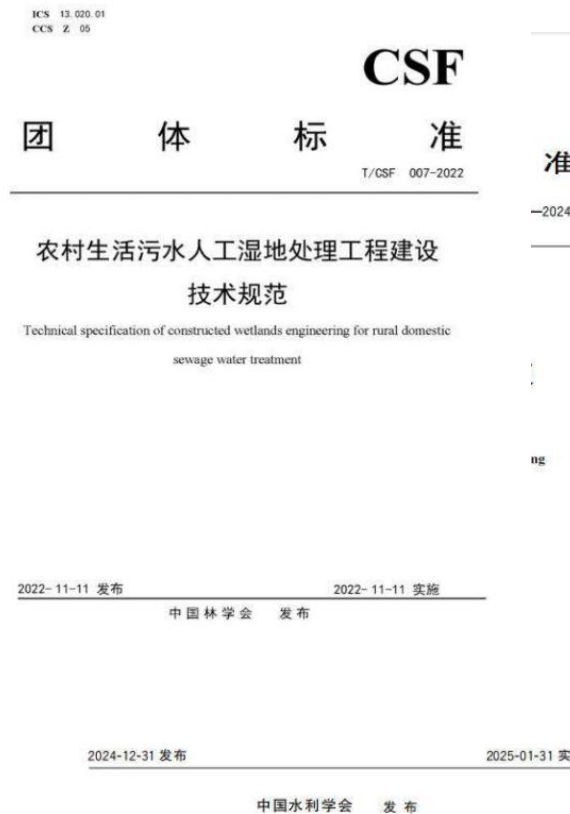 ICS 13.020.01
CCS Z 05
CSF
团 体 标 准
T/CSF 007-2022
农村生活污水人工湿地处理工程建设
技术规范
Technical specification of constructed wetlands engineering for rural domestic
sewage water treatment
2022-11-11 发布
2022-11-11 实施
中国林学会 发布
准
—2024
ng
2024-12-31 发布
2025-01-31 实
中国水利学会 发布